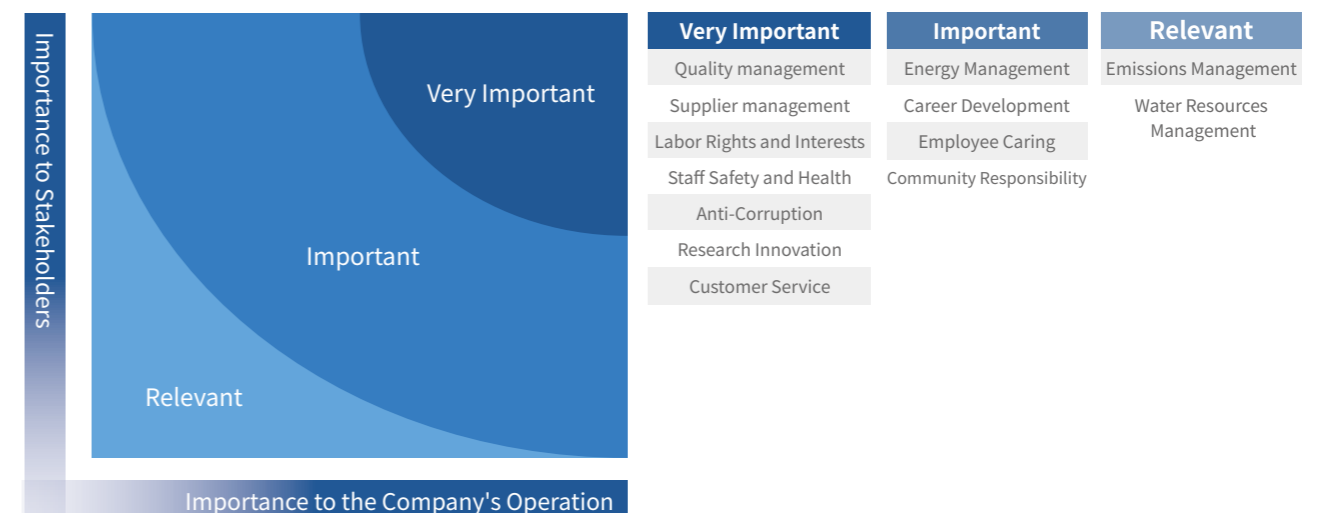 Importance to Stakeholders
Very Important
Important
Relevant
Importance to the Company's Operation
Very Important
Quality management
Supplier management
Labor Rights and Interests
Staff Safety and Health
Anti-Corruption
Research Innovation
Customer Service
Important
Energy Management
Career Development
Employee Caring
Community Responsibility
Relevant
Emissions Management
Water Resources
Management